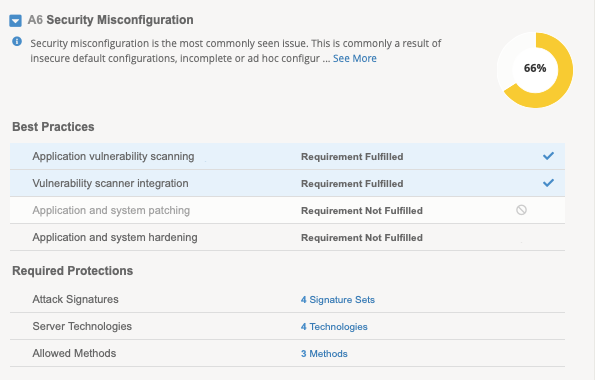 A6 Security Misconfiguration
Security misconfiguration is the most commonly seen issue. This is commonly a result of
insecure default configurations, incomplete or ad hoc configur ... See More
66%
Best Practices
Application vulnerability scanning Requirement Fulfilled
Vulnerability scanner integration Requirement Fulfilled
Application and system patching Requirement Not Fulfilled
Application and system hardening Requirement Not Fulfilled
Required Protections
Attack Signatures 4 Signature Sets
Server Technologies 4 Technologies
Allowed Methods 3 Methods